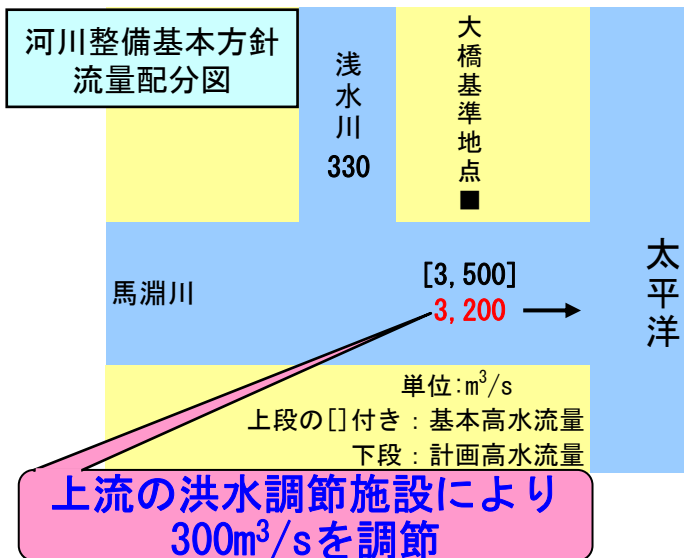 河川整備基本方針
流量配分図
浅水川
330
大橋基準地点
■
馬淵川
[3,500]
3,200
太平洋
単位:m³/s
上段の[]付き：基本高水流量
下段：計画高水流量
上流の洪水調節施設により
300m³/sを調節